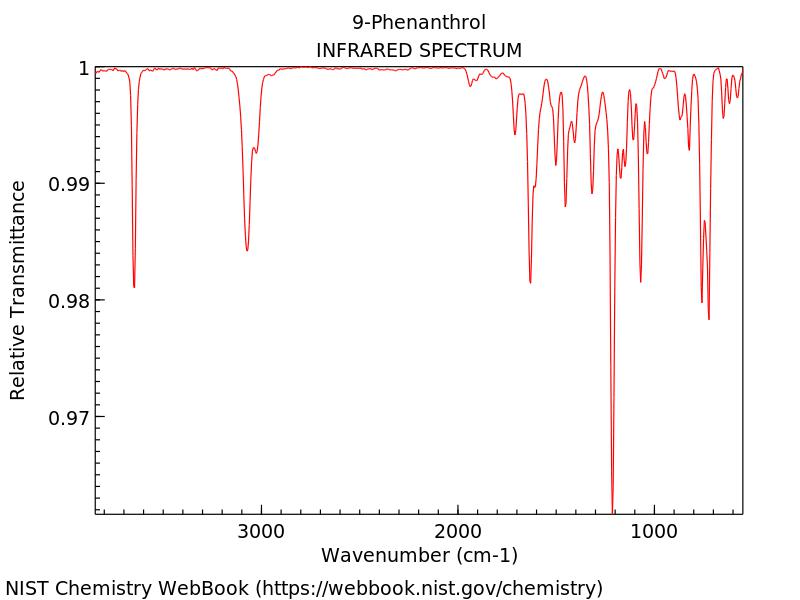 9-Phenanthrol
INFRARED SPECTRUM
1
0.99
0.98
0.97
Relative Transmittance
3000 2000 1000
Wavenumber (cm-1)
NIST Chemistry WebBook (https://webbook.nist.gov/chemistry)